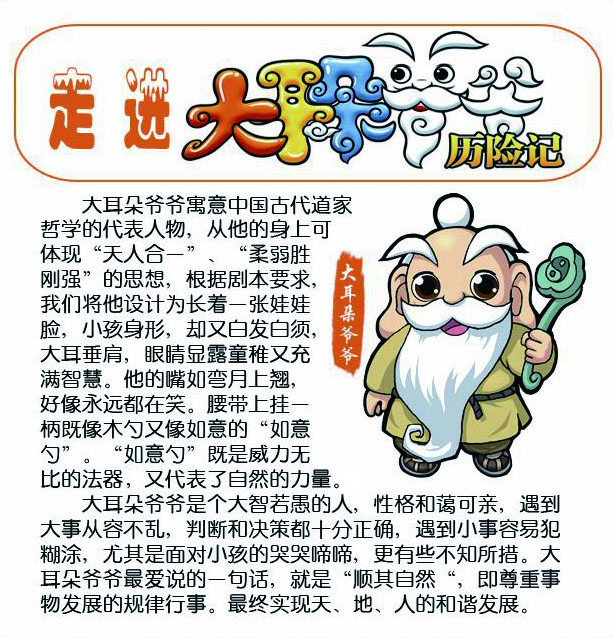 走进大耳朵爷爷历险记
大耳朵爷爷寓意中国古代道家
哲学的代表人物，从他的身上可
体现“天人合一”、“柔弱胜
刚强”的思想，根据剧本要求，
我们将他设计为长着一张娃娃
脸，小孩身形，却又白发白须，
大耳垂肩，眼睛显露童稚又充
满智慧。他的嘴如弯月上翘，
好像永远都在笑。腰带上挂一
柄既像木勺又像如意的“如意
勺”。“如意勺”既是威力无
比的法器，又代表了自然的力量。
大耳朵爷爷
大耳朵爷爷是个大智若愚的人，性格和蔼可亲，遇到
大事从容不乱，判断和决策都十分正确，遇到小事容易犯
糊涂，尤其是面对小孩的哭哭啼啼，更有些不知所措。大
耳朵爷爷最爱说的一句话，就是“顺其自然“，即尊重事
物发展的规律行事。最终实现天、地、人的和谐发展。